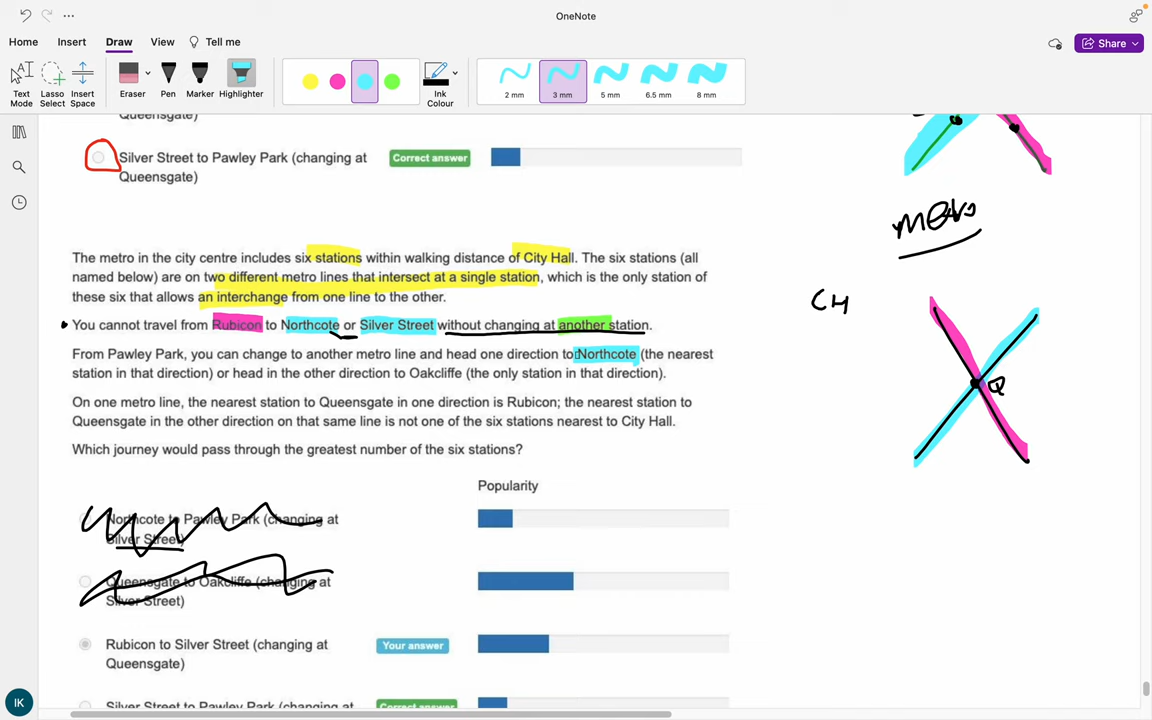 OneNote
Home Insert Draw View Tell me
Share
Text Mode
Lasso Select
Insert Space
Eraser
Pen
Marker
Highlighter
Ink Colour
2 mm
3 mm
5 mm
6.5 mm
8 mm
Queensgate)
Silver Street to Pawley Park (changing at
Queensgate)
Correct answer
metro
The metro in the city centre includes six stations within walking distance of City Hall. The six stations (all
named below) are on two different metro lines that intersect at a single station, which is the only station of
these six that allows an interchange from one line to the other.
CH
You cannot travel from Rubicon to Northcote or Silver Street without changing at another station.
From Pawley Park, you can change to another metro line and head one direction to Northcote (the nearest
station in that direction) or head in the other direction to Oakcliffe (the only station in that direction).
Q
On one metro line, the nearest station to Queensgate in one direction is Rubicon; the nearest station to
Queensgate in the other direction on that same line is not one of the six stations nearest to City Hall.
Which journey would pass through the greatest number of the six stations?
Popularity
Northcote to Pawley Park (changing at
Silver Street)
Queensgate to Oakcliffe (changing at
Silver Street)
Rubicon to Silver Street (changing at
Queensgate)
Your answer
Silver Street to Pawley Park (changing at
Correct answer
IK